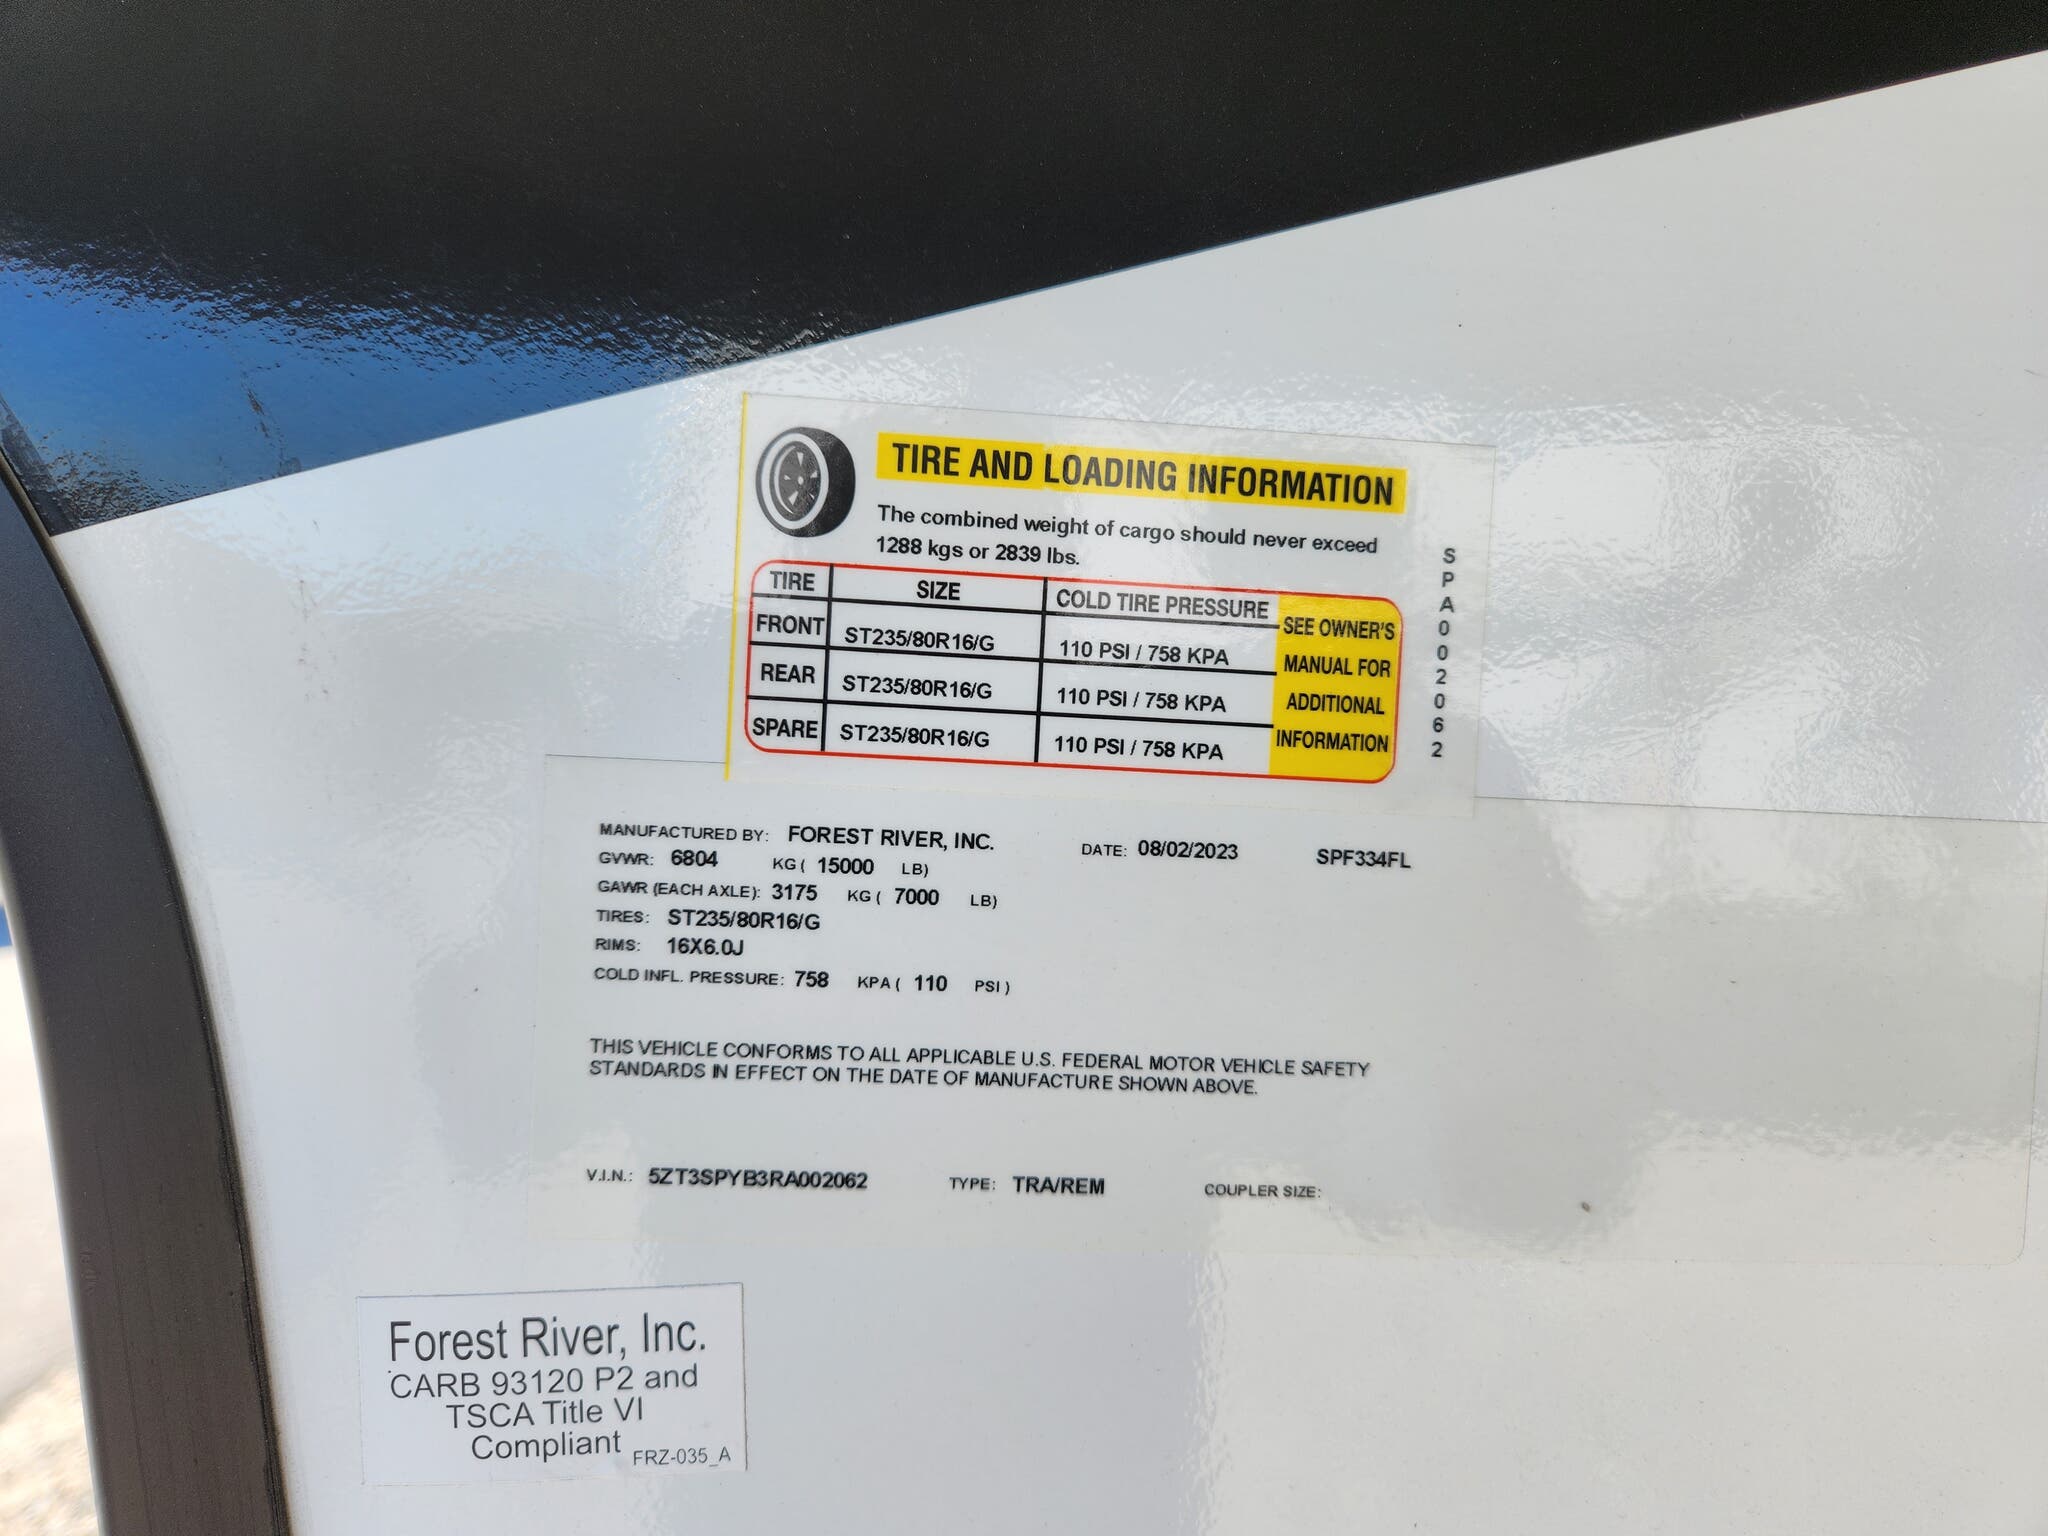 TIRE AND LOADING INFORMATION
The combined weight of cargo should never exceed
1288 kgs or 2839 lbs.
TIRE SIZE COLD TIRE PRESSURE
FRONT ST235/80R16/G 110 PSI / 758 KPA
REAR ST235/80R16/G 110 PSI / 758 KPA
SPARE ST235/80R16/G 110 PSI / 758 KPA
SEE OWNER'S
MANUAL FOR
ADDITIONAL
INFORMATION
SPA002062
MANUFACTURED BY: FOREST RIVER, INC. DATE: 08/02/2023 SPF334FL
GVWR: 6804 KG ( 15000 LB)
GAWR (EACH AXLE): 3175 KG ( 7000 LB)
TIRES: ST235/80R16/G
RIMS: 16X6.0J
COLD INFL. PRESSURE: 758 KPA ( 110 PSI )
THIS VEHICLE CONFORMS TO ALL APPLICABLE U.S. FEDERAL MOTOR VEHICLE SAFETY
STANDARDS IN EFFECT ON THE DATE OF MANUFACTURE SHOWN ABOVE.
V.I.N.: 5ZT3SPYB3RA002062 TYPE: TRA/REM COUPLER SIZE:
Forest River, Inc.
CARB 93120 P2 and
TSCA Title VI
Compliant FRZ-035_A